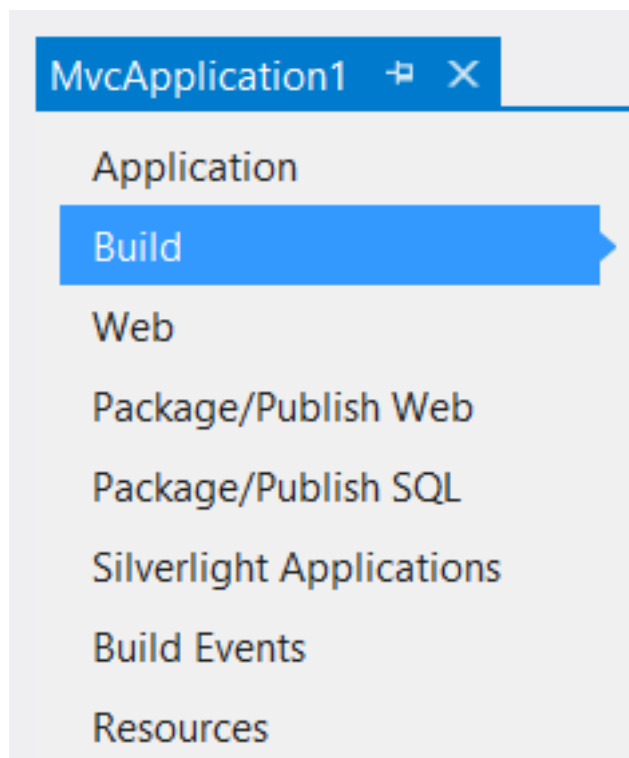 MvcApplication1
Application
Build
Web
Package/Publish Web
Package/Publish SQL
Silverlight Applications
Build Events
Resources